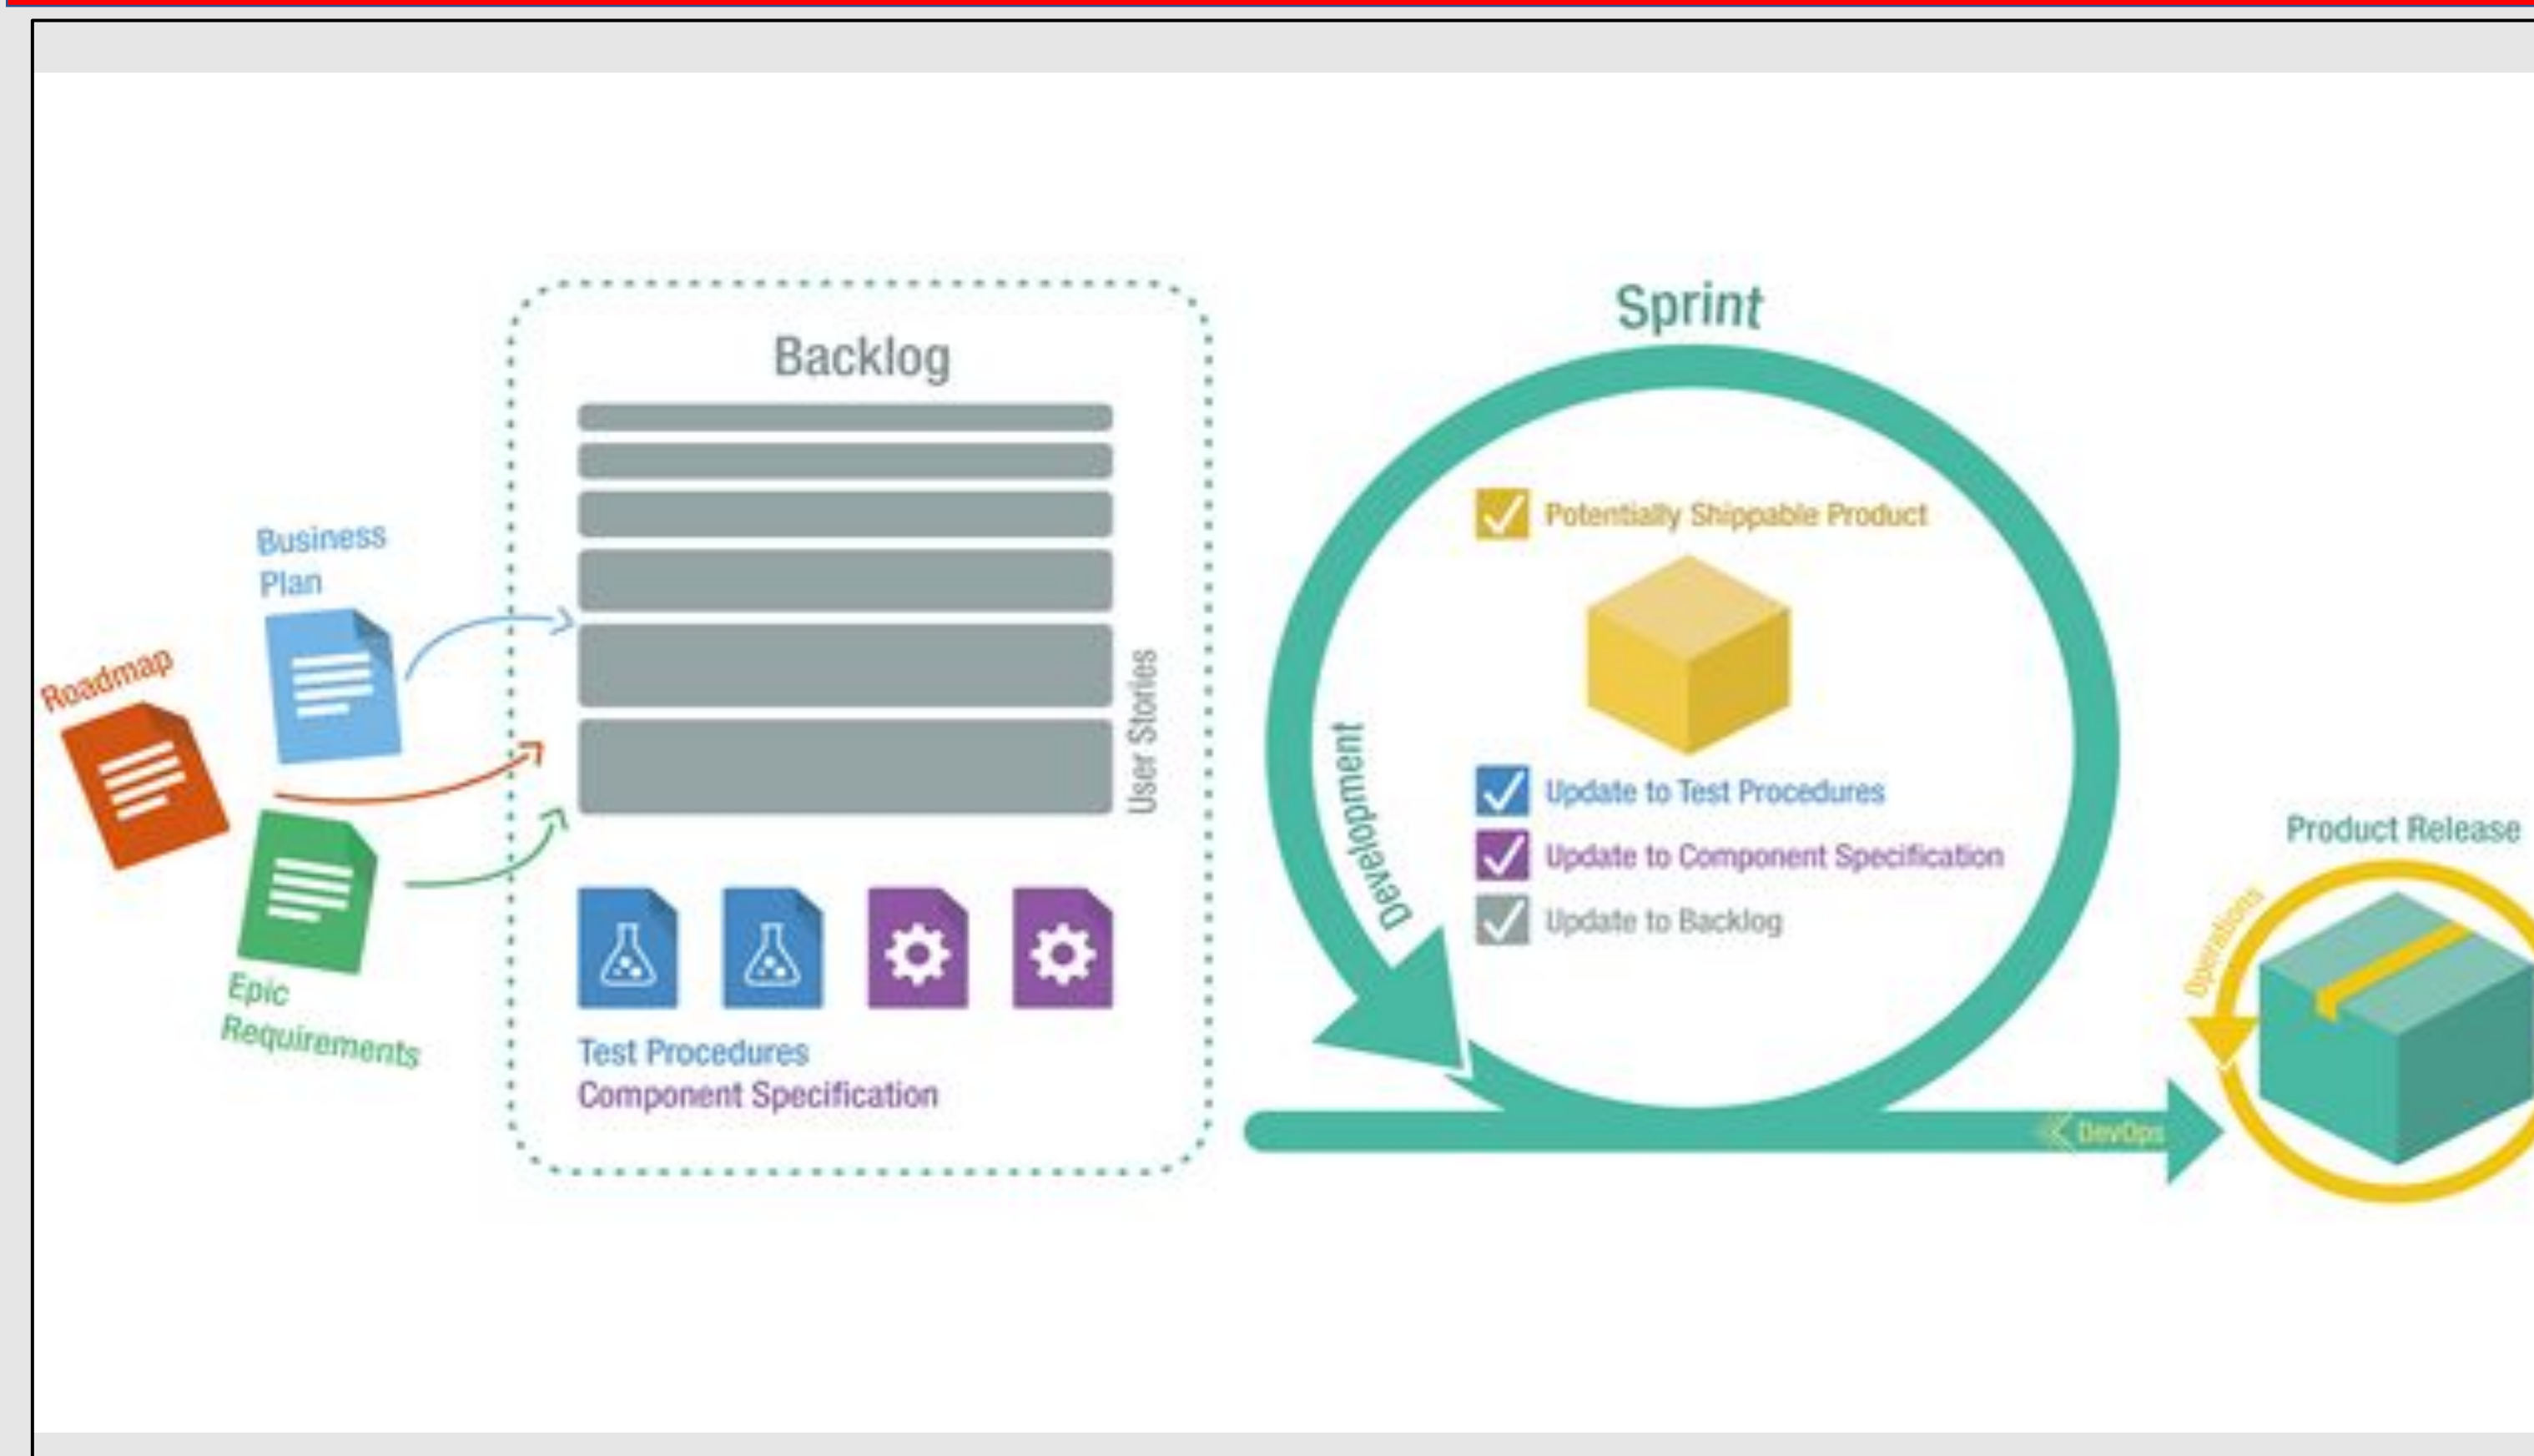 Roadmap
Business
Plan
Epic
Requirements
Backlog
User Stories
Test Procedures
Component Specification
Sprint
Development
Potentially Shippable Product
Update to Test Procedures
Update to Component Specification
Update to Backlog
DevOps
Product Release
Operations